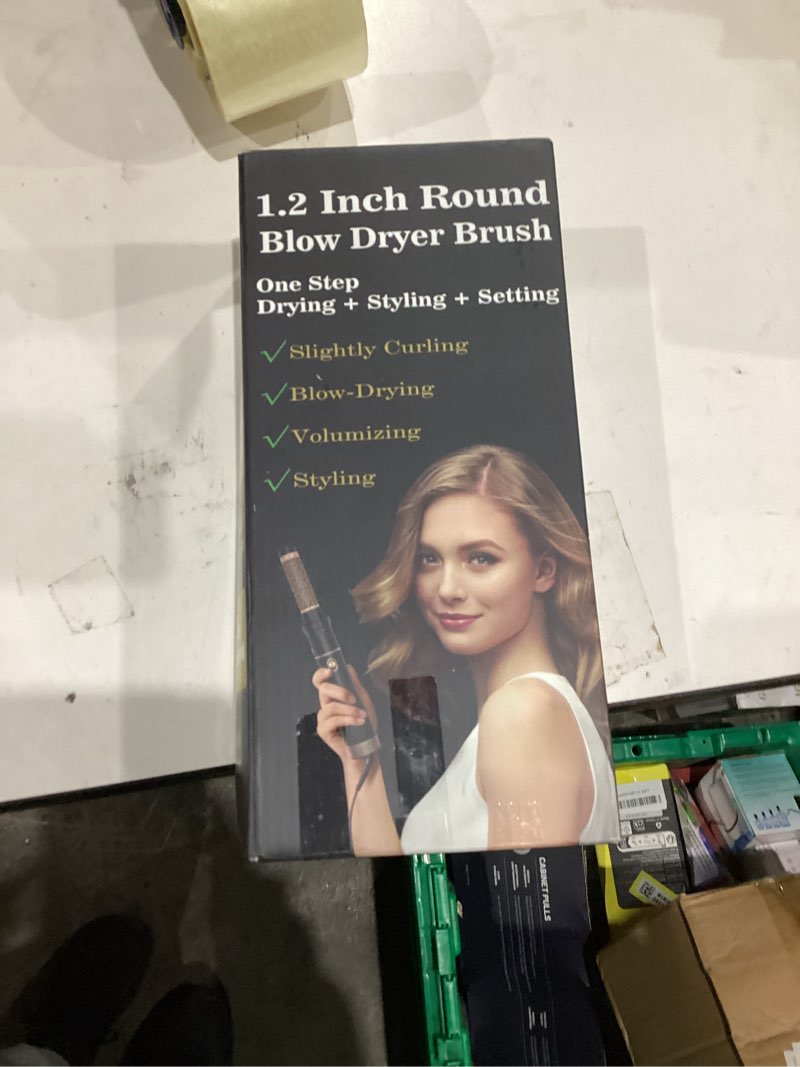 1.2 Inch Round
Blow Dryer Brush
One Step
Drying + Styling + Setting
Slightly Curling
Blow-Drying
Volumizing
Styling
CABINET PULLS